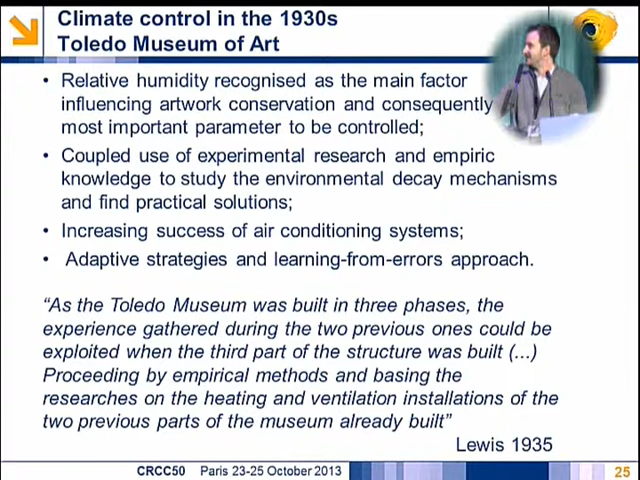 Climate control in the 1930s
Toledo Museum of Art
• Relative humidity recognised as the main factor
influencing artwork conservation and consequently
most important parameter to be controlled;
• Coupled use of experimental research and empiric
knowledge to study the environmental decay mechanisms
and find practical solutions;
• Increasing success of air conditioning systems;
• Adaptive strategies and learning-from-errors approach.
“As the Toledo Museum was built in three phases, the
experience gathered during the two previous ones could be
exploited when the third part of the structure was built (...)
Proceeding by empirical methods and basing the
researches on the heating and ventilation installations of the
two previous parts of the museum already built”
Lewis 1935
CRCC50 Paris 23-25 October 2013
25